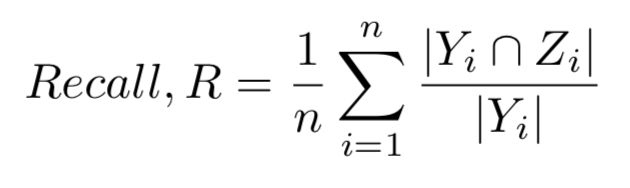 Recall, R = \frac{1}{n} \sum_{i=1}^{n} \frac{|Y_i \cap Z_i|}{|Y_i|}